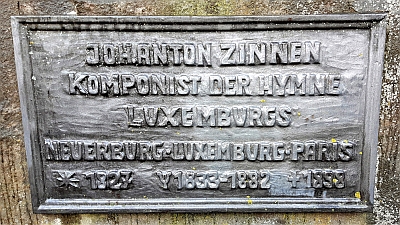 JOH.ANTON ZINNEN
KOMPONIST DER HYMNE
LUXEMBURGS
NEUERBURG-LUXEMBURG-PARIS
* 1827 1833-1882 †1898